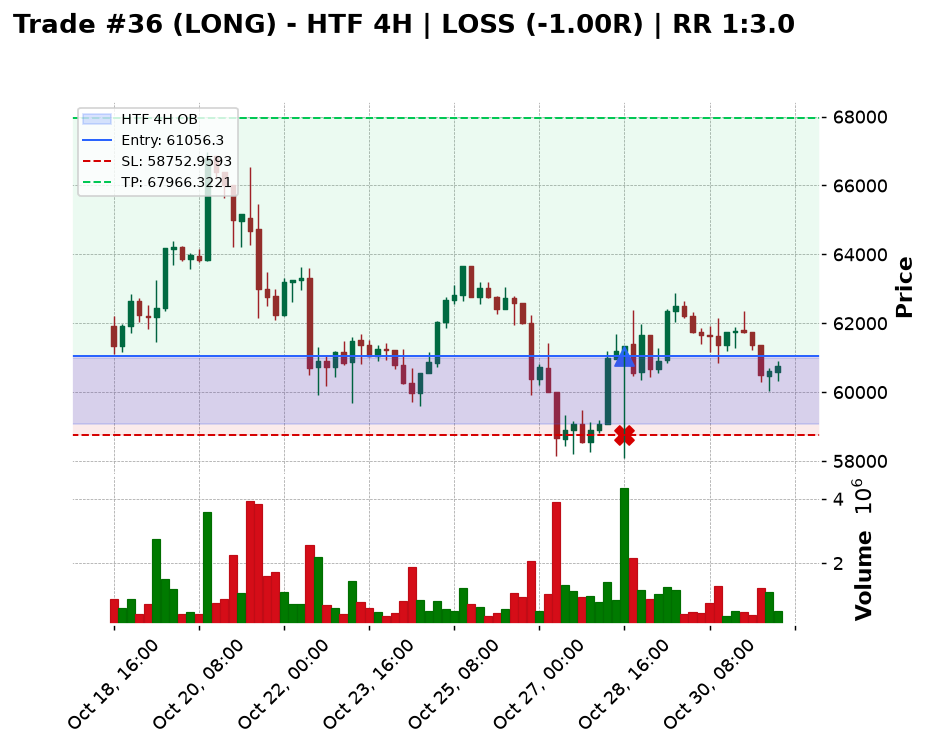 Trade #36 (LONG) - HTF 4H | LOSS (-1.00R) | RR 1:3.0
HTF 4H OB
Entry: 61056.3
SL: 58752.9593
TP: 67966.3221
68000
66000
64000
62000
60000
58000
Price
4
2
Volume 10⁶
Oct 18, 16:00
Oct 20, 08:00
Oct 22, 00:00
Oct 23, 16:00
Oct 25, 08:00
Oct 27, 00:00
Oct 28, 16:00
Oct 30, 08:00